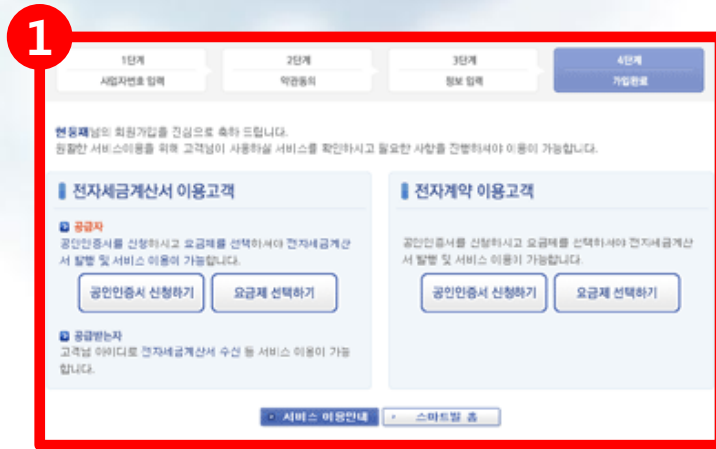 1
1단계
2단계
3단계
4단계
사업자번호 입력
약관동의
정보 입력
가입완료
현동재님의 회원가입을 진심으로 축하 드립니다.
원활한 서비스이용을 위해 고객님이 사용하실 서비스를 확인하시고 필요한 사항을 진행하셔야 이용이 가능합니다.
전자세금계산서 이용고객
공급자
공인인증서를 신청하시고 요금제를 선택하셔야 전자세금계산
서 발행 및 서비스 이용이 가능합니다.
공인인증서 신청하기
요금제 선택하기
공급받는자
고객님 아이디로 전자세금계산서 수신 등 서비스 이용이 가능
합니다.
전자계약 이용고객
공인인증서를 신청하시고 요금제를 선택하셔야 전자세금계산
서 발행 및 서비스 이용이 가능합니다.
공인인증서 신청하기
요금제 선택하기
서비스 이용안내
스마트빌 홈